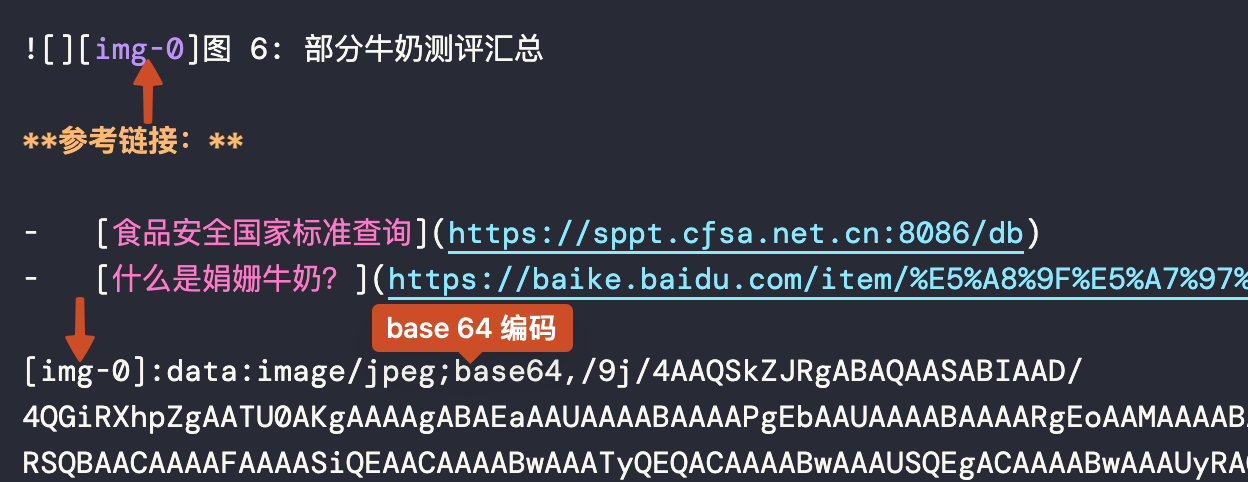 ![][img-0]图 6: 部分牛奶测评汇总
**参考链接：**
- [食品安全国家标准查询](https://sppt.cfsa.net.cn:8086/db)
- [什么是娟姗牛奶？](https://baike.baidu.com/item/%E5%A8%9F%E5%A7%97%
base 64 编码
[img-0]:data:image/jpeg;base64,/9j/4AAQSkZJRgABAQAASABIAAD/
4QGiRXhpZgAATU0AKgAAAAgABAEaAAUAAAABAAAAPgEbAAUAAAABAAAARgEoAAMAAAABA
RSQBAACAAAAFAAAASiQEAACAAAABwAAATyQEQACAAAABwAAAUSQEgACAAAABwAAAUyRA